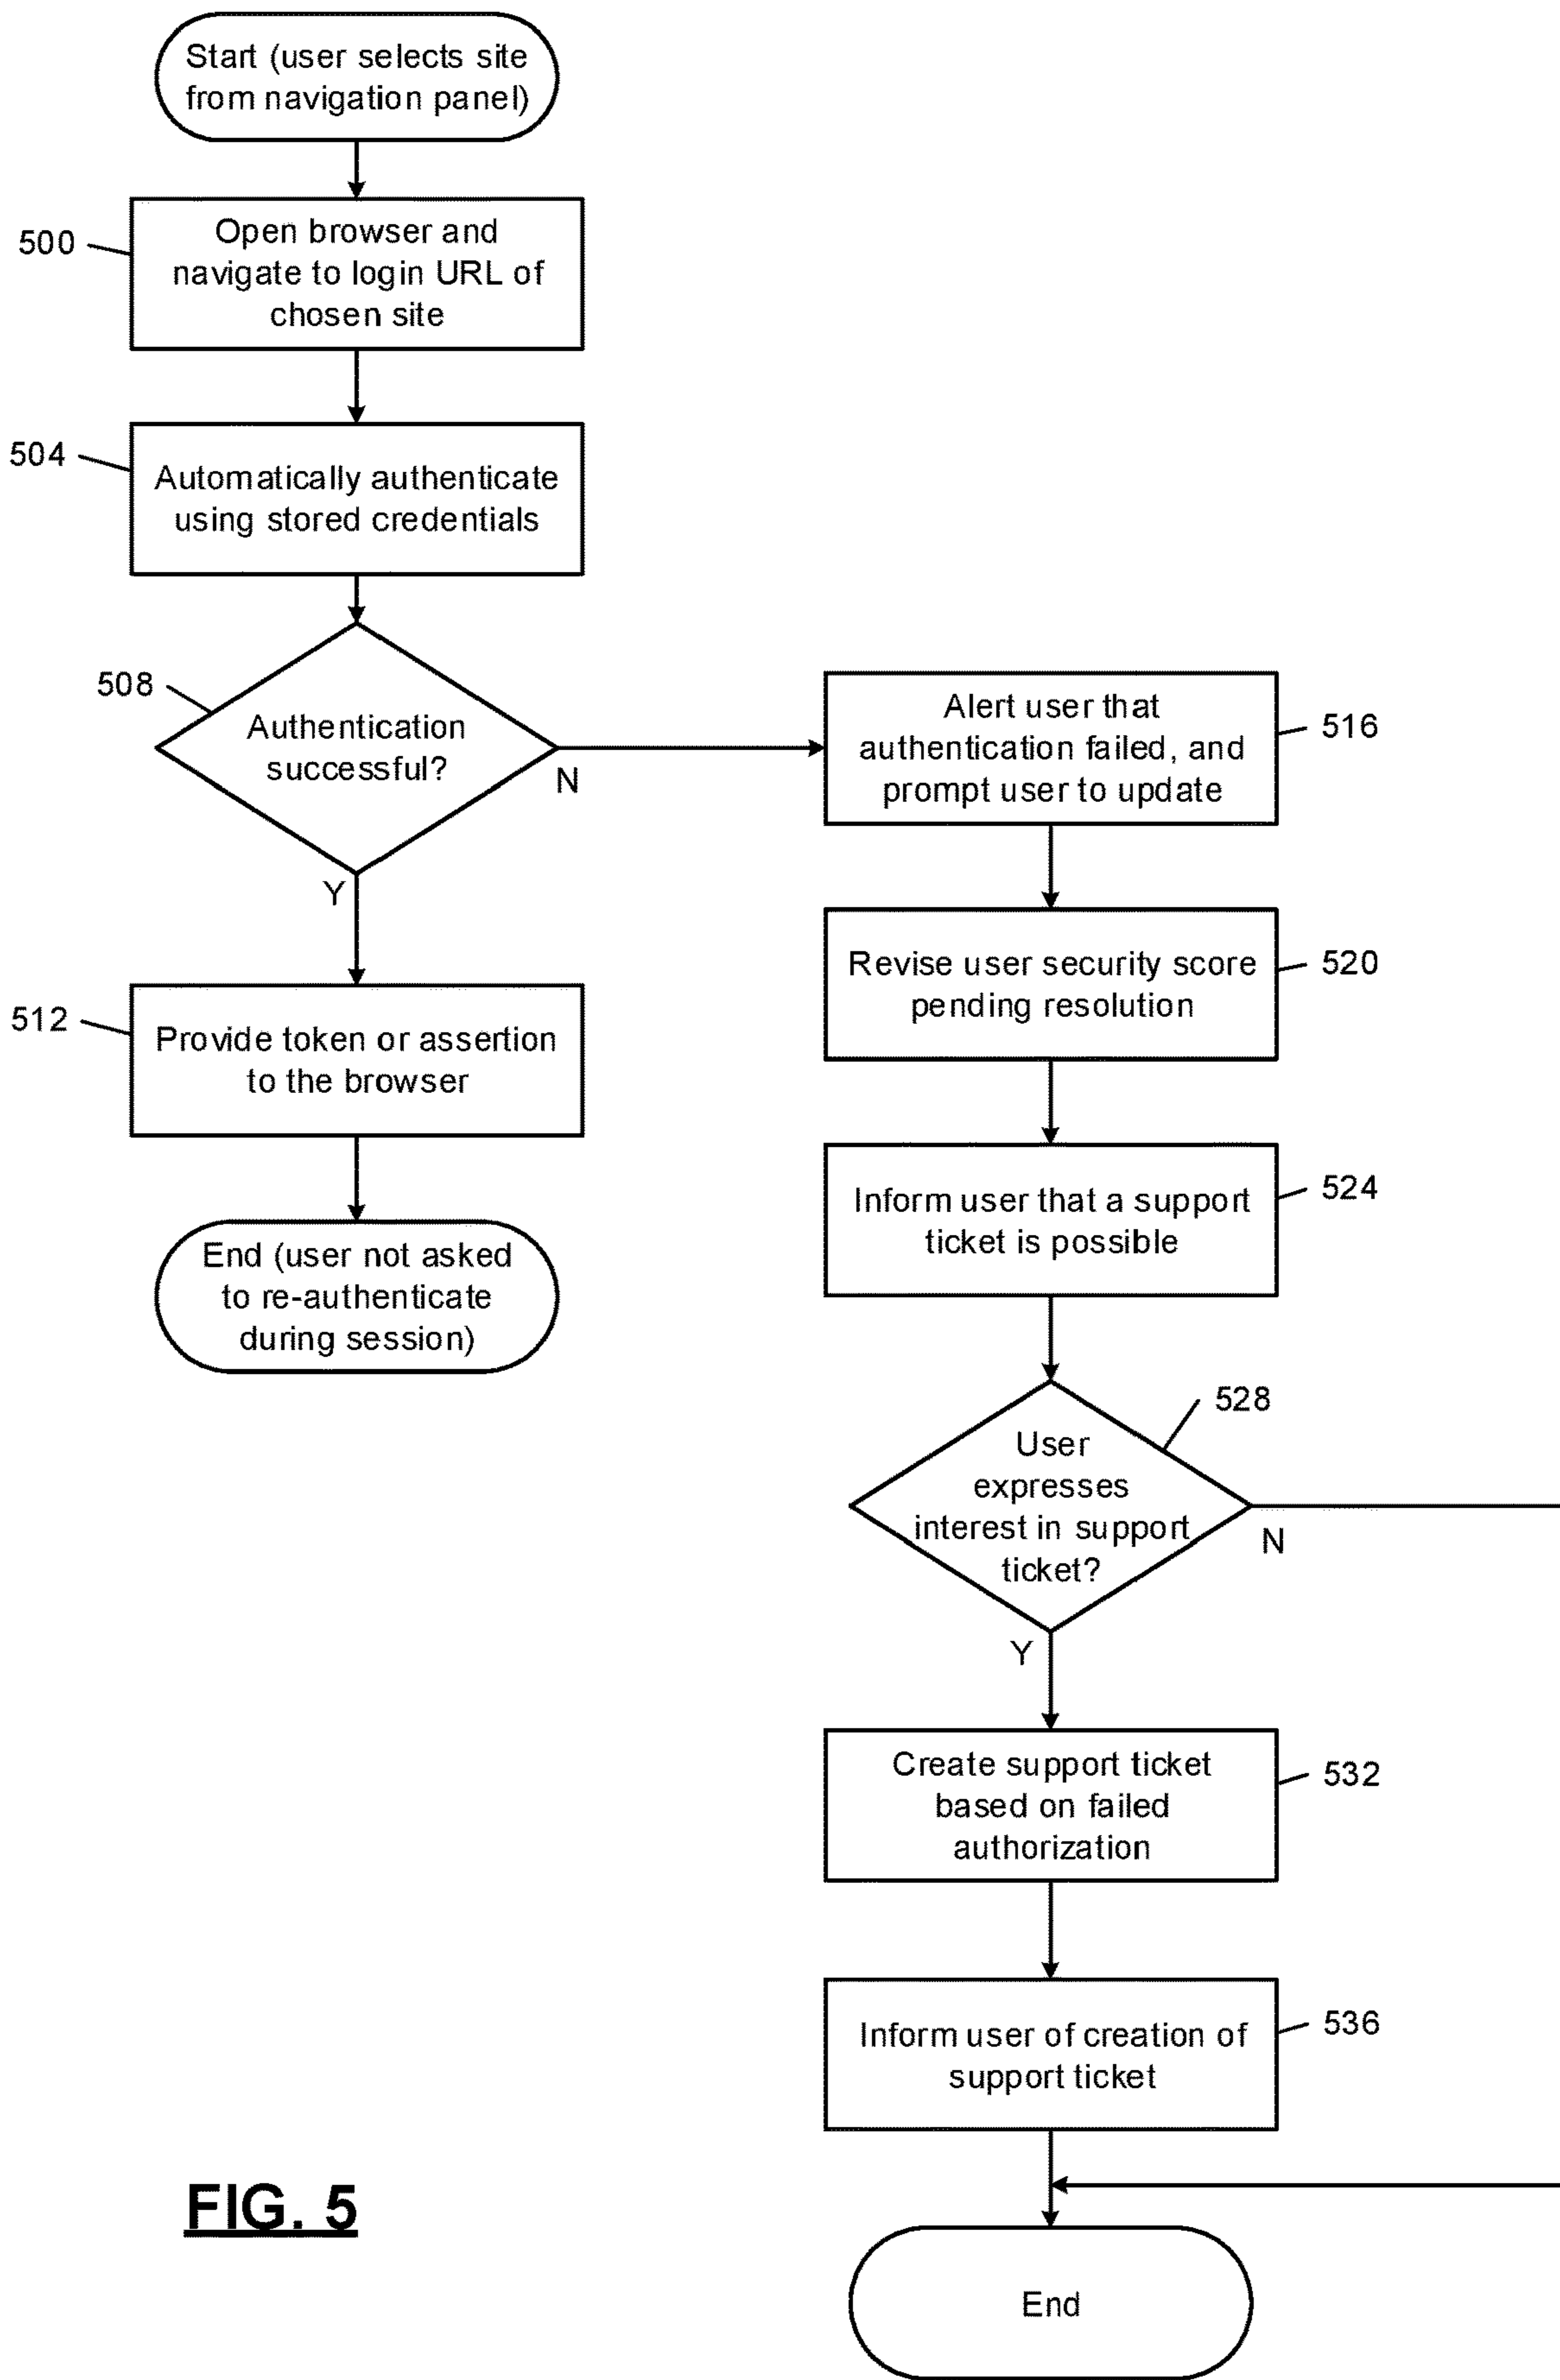 Start (user selects site
from navigation panel)
500
Open browser and
navigate to login URL of
chosen site
504
Automatically authenticate
using stored credentials
508
Authentication
successful?
N
Y
512
Provide token or assertion
to the browser
End (user not asked
to re-authenticate
during session)
Alert user that
authentication failed, and
prompt user to update
516
Revise user security score
pending resolution
520
Inform user that a support
ticket is possible
524
528
User
expresses
interest in support
ticket?
N
Y
Create support ticket
based on failed
authorization
532
Inform user of creation of
support ticket
536
End
FIG. 5